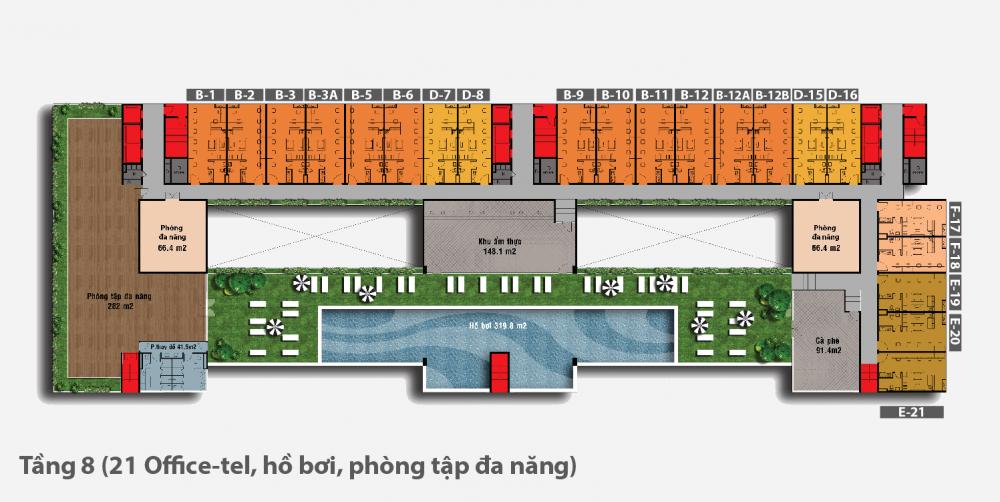 B-1 B-2 B-3 B-3A B-5 B-6 D-7 D-8 B-9 B-10 B-11 B-12 B-12A B-12B D-15 D-16
Phòng
đa năng
66.4 m2
Khu ẩm thực
148.1 m2
Phòng
đa năng
66.4 m2
F-17
F-18
E-19
E-20
Phòng tập đa năng
282 m2
Hồ bơi 319.8 m2
P.thay đồ 41.5m2
Cà phê
91.4m2
E-21
Tầng 8 (21 Office-tel, hồ bơi, phòng tập đa năng)